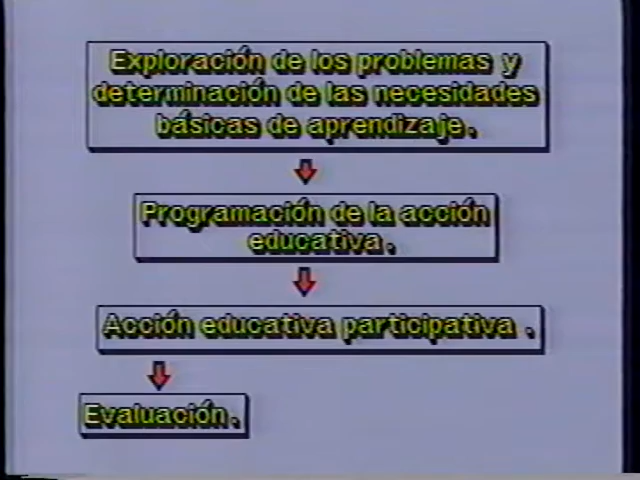 Exploración de los problemas y
determinación de las necesidades
básicas de aprendizaje.
Programación de la acción
educativa.
Acción educativa participativa.
Evaluación.